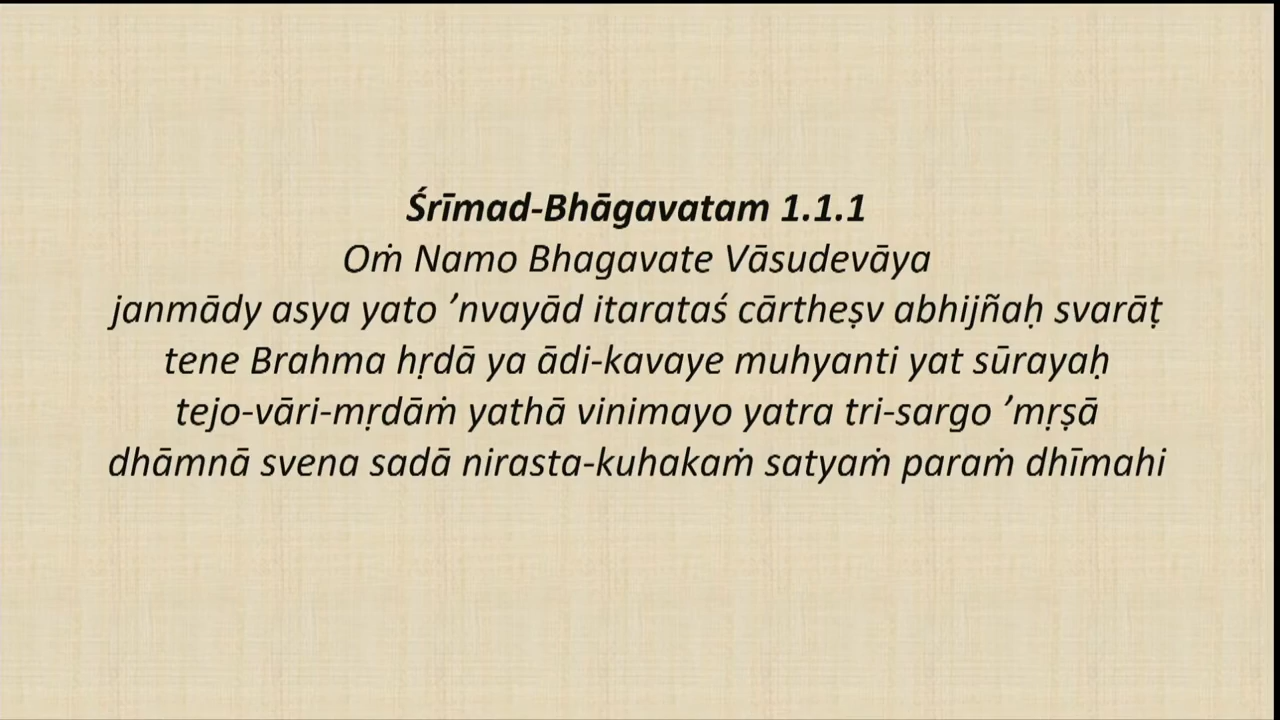 Śrīmad-Bhāgavatam 1.1.1
Oṁ Namo Bhagavate Vāsudevāya
janmādy asya yato ’nvayād itarataś cārtheṣv abhijñaḥ svarāṭ
tene Brahma hṛdā ya ādi-kavaye muhyanti yat sūrayaḥ
tejo-vāri-mṛdāṁ yathā vinimayo yatra tri-sargo ’mṛṣā
dhāmnā svena sadā nirasta-kuhakaṁ satyaṁ paraṁ dhīmahi